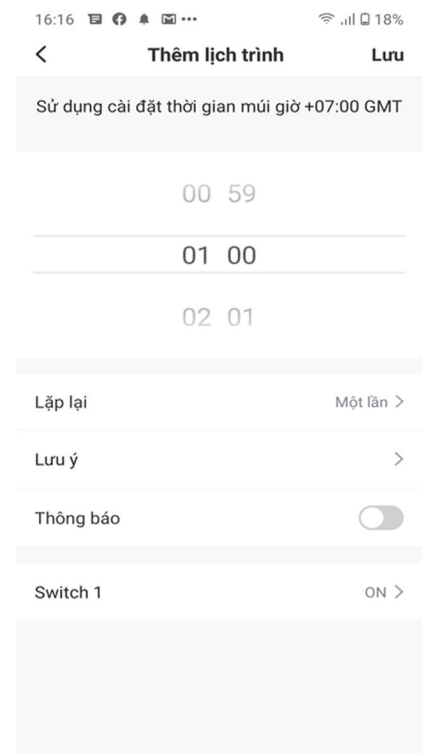 16:16 18%
Thêm lịch trình Lưu
Sử dụng cài đặt thời gian múi giờ +07:00 GMT
00 59
01 00
02 01
Lặp lại Một lần
Lưu ý
Thông báo
Switch 1 ON